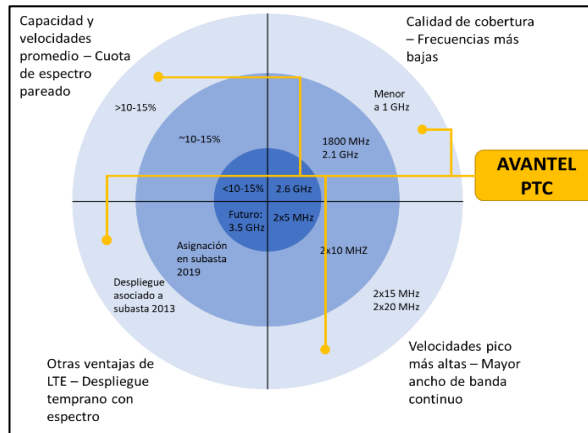 Capacidad y
velocidades
promedio – Cuota
de espectro
pareado
Calidad de cobertura
– Frecuencias más
bajas
>10-15%
Menor
a 1 GHz
~10-15%
1800 MHz
2.1 GHz
AVANTEL
PTC
<10-15%
2.6 GHz
Futuro:
3.5 GHz
2x5 MHz
Asignación
en subasta
2019
2x10 MHZ
Despliegue
asociado a
subasta 2013
2x15 MHz
2x20 MHz
Otras ventajas de
LTE – Despliegue
temprano con
espectro
Velocidades pico
más altas – Mayor
ancho de banda
continuo